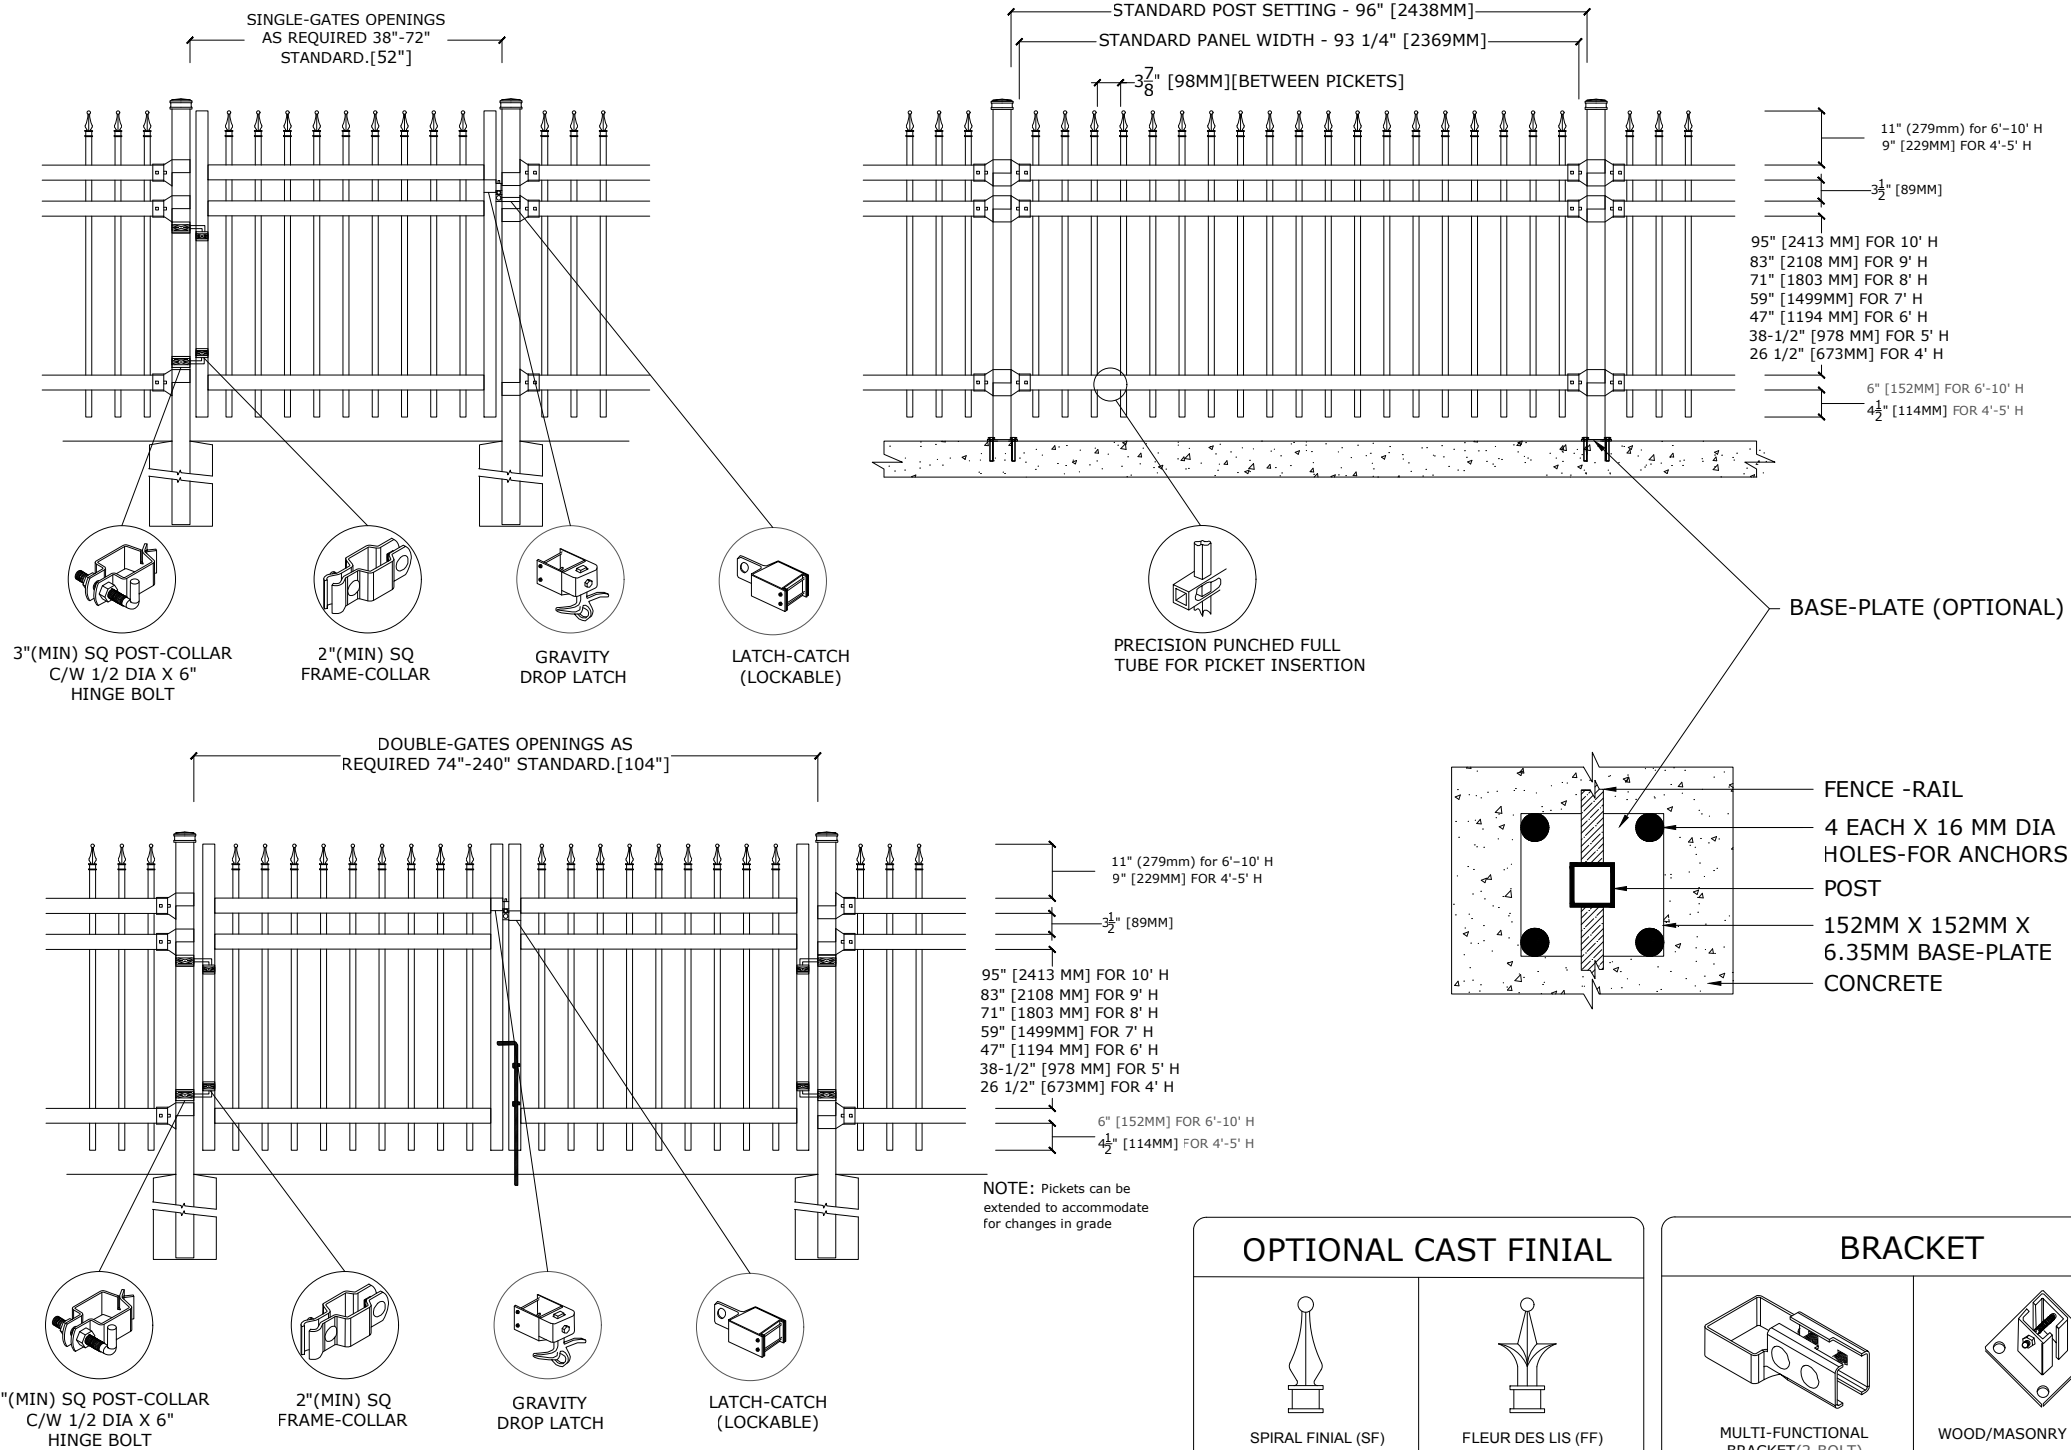 SINGLE-GATES OPENINGS
AS REQUIRED 38"-72"
STANDARD.[52"]
STANDARD POST SETTING - 96" [2438MM]
STANDARD PANEL WIDTH - 93 1/4" [2369MM]
3 7/8" [98MM][BETWEEN PICKETS]
11" (279mm) for 6'-10' H
9" [229MM] FOR 4'-5' H
3 1/2" [89MM]
95" [2413 MM] FOR 10' H
83" [2108 MM] FOR 9' H
71" [1803 MM] FOR 8' H
59" [1499MM] FOR 7' H
47" [1194 MM] FOR 6' H
38-1/2" [978 MM] FOR 5' H
26 1/2" [673MM] FOR 4' H
6" [152MM] FOR 6'-10' H
4 1/2" [114MM] FOR 4'-5' H
3"(MIN) SQ POST-COLLAR
C/W 1/2 DIA X 6"
HINGE BOLT
2"(MIN) SQ
FRAME-COLLAR
GRAVITY
DROP LATCH
LATCH-CATCH
(LOCKABLE)
PRECISION PUNCHED FULL
TUBE FOR PICKET INSERTION
BASE-PLATE (OPTIONAL)
FENCE -RAIL
4 EACH X 16 MM DIA
HOLES-FOR ANCHORS
POST
152MM X 152MM X
6.35MM BASE-PLATE
CONCRETE
DOUBLE-GATES OPENINGS AS
REQUIRED 74"-240" STANDARD.[104"]
11" (279mm) for 6'-10' H
9" [229MM] FOR 4'-5' H
3 1/2" [89MM]
95" [2413 MM] FOR 10' H
83" [2108 MM] FOR 9' H
71" [1803 MM] FOR 8' H
59" [1499MM] FOR 7' H
47" [1194 MM] FOR 6' H
38-1/2" [978 MM] FOR 5' H
26 1/2" [673MM] FOR 4' H
6" [152MM] FOR 6'-10' H
4 1/2" [114MM] FOR 4'-5' H
NOTE: Pickets can be
extended to accommodate
for changes in grade
"(MIN) SQ POST-COLLAR
C/W 1/2 DIA X 6"
HINGE BOLT
2"(MIN) SQ
FRAME-COLLAR
GRAVITY
DROP LATCH
LATCH-CATCH
(LOCKABLE)
OPTIONAL CAST FINIAL
SPIRAL FINIAL (SF)
FLEUR DES LIS (FF)
BRACKET
MULTI-FUNCTIONAL
BRACKET(2-BOLT)
WOOD/MASONRY